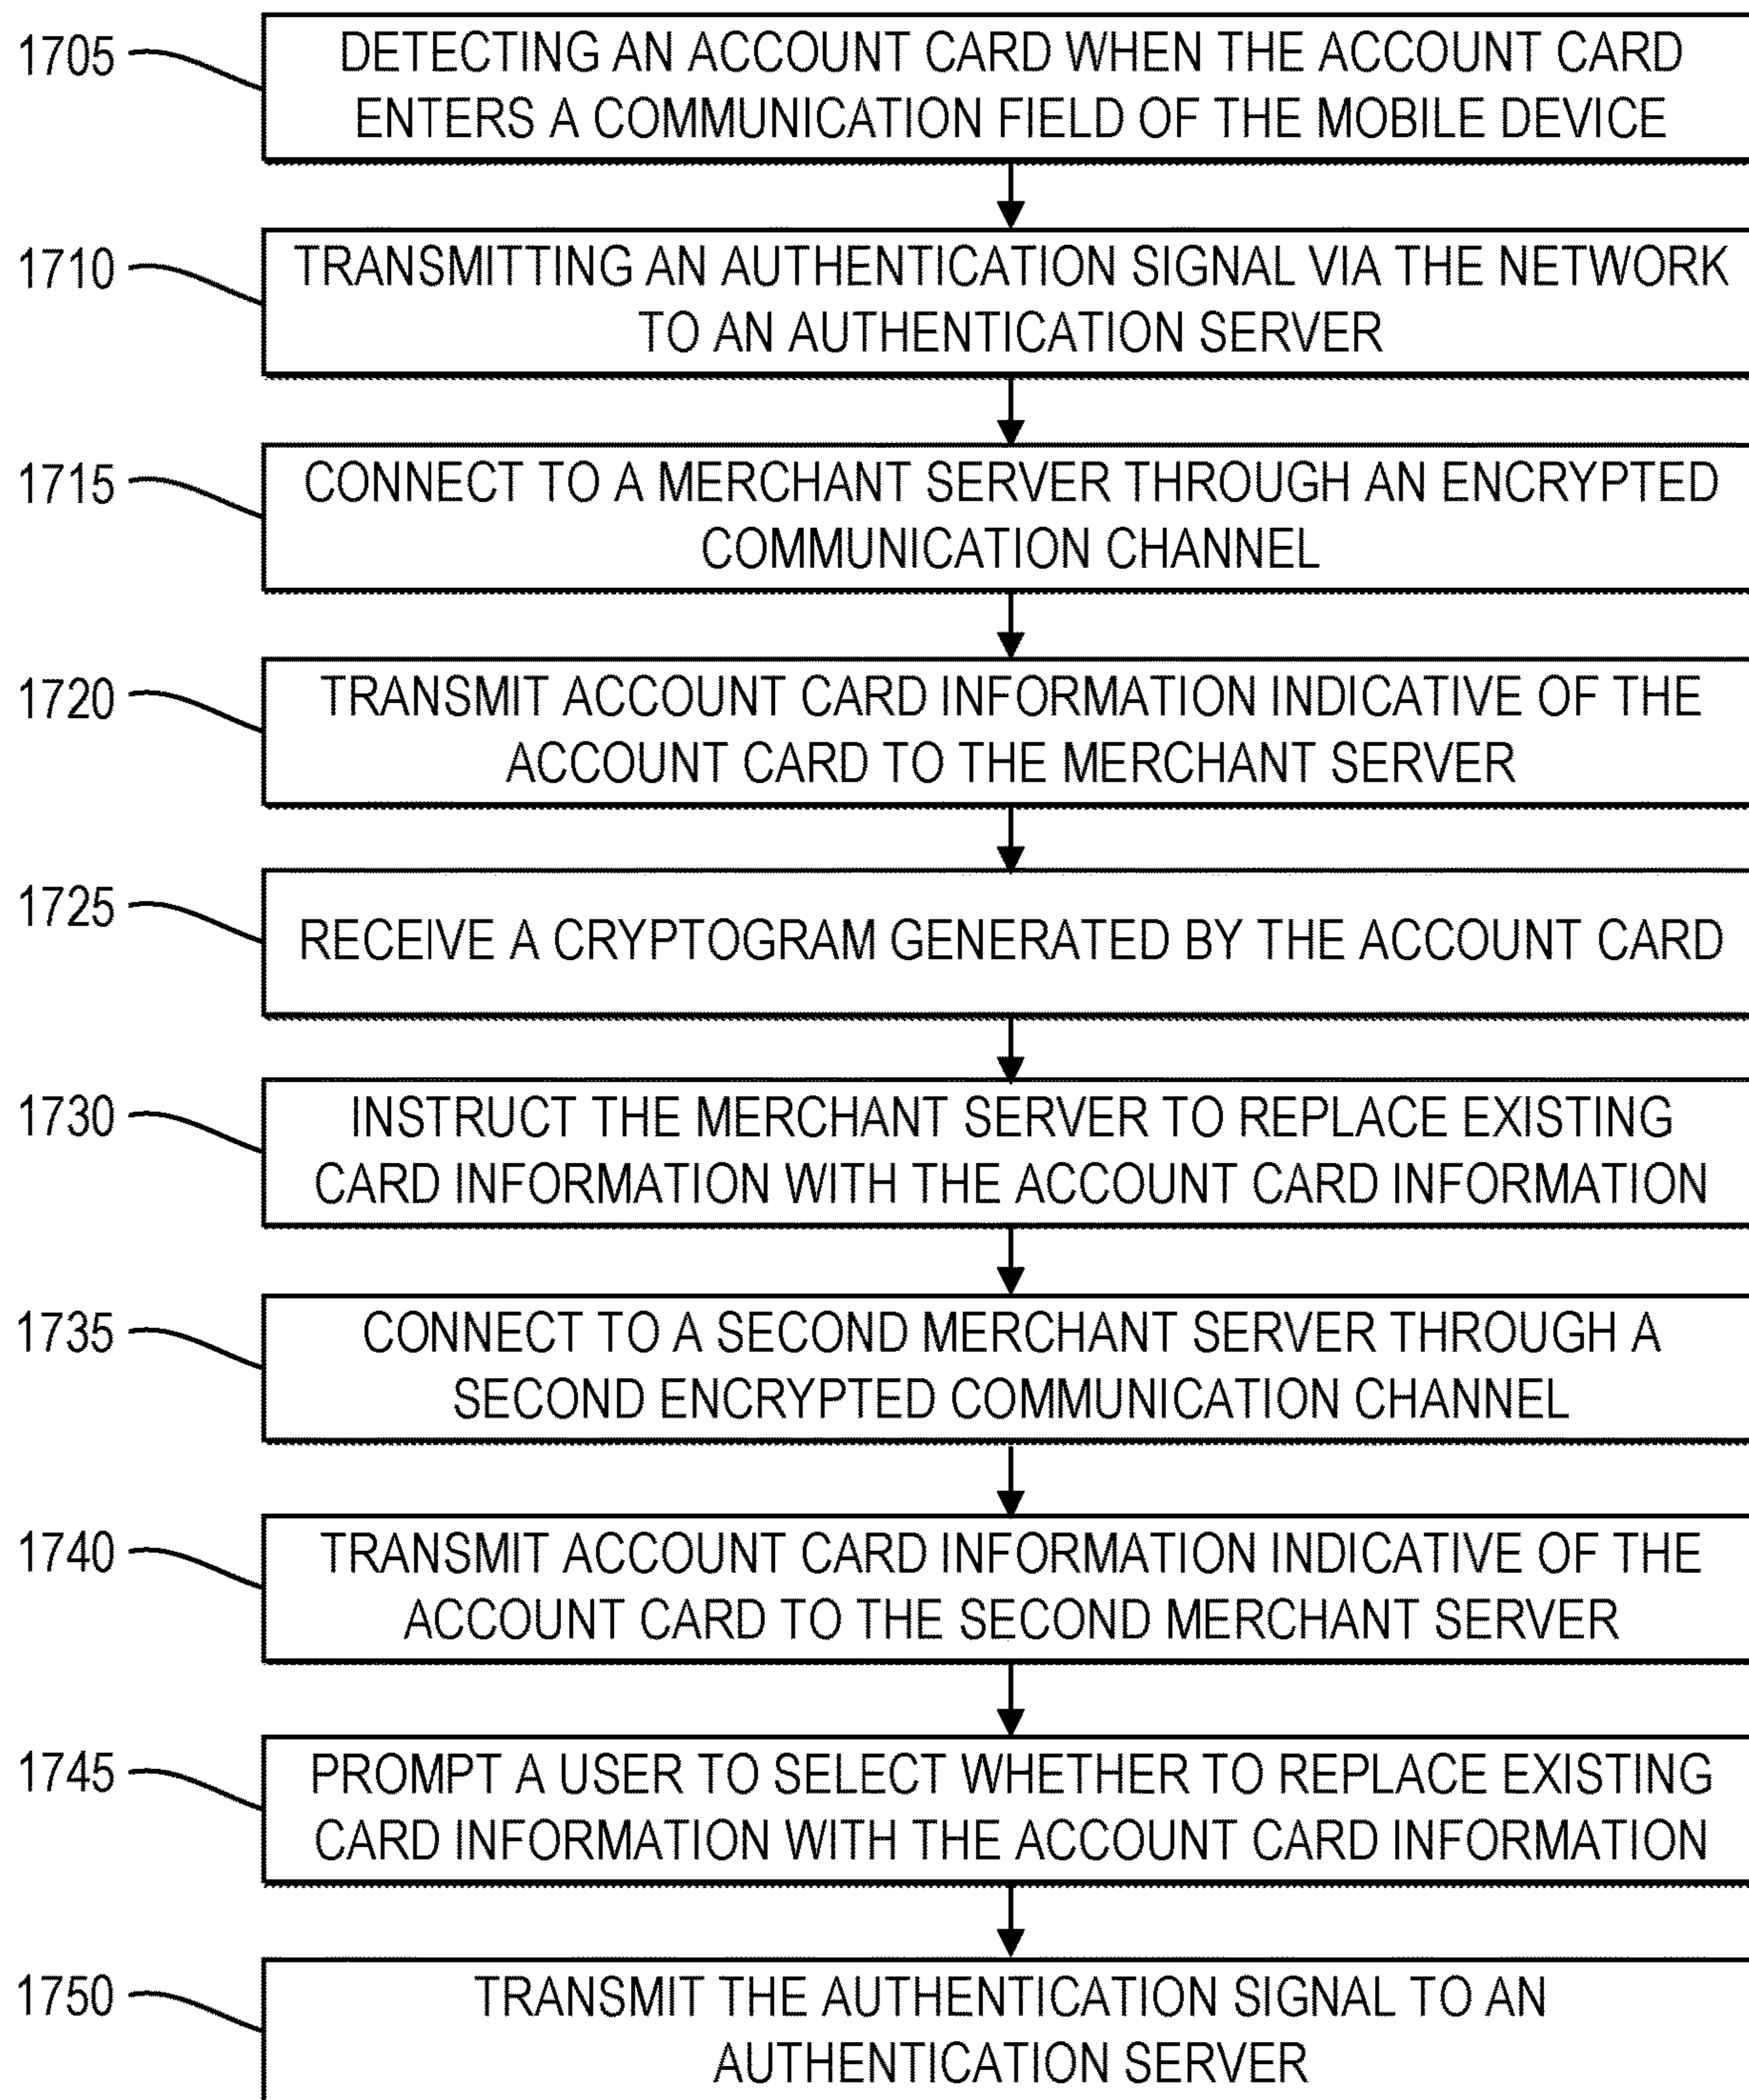 1705
DETECTING AN ACCOUNT CARD WHEN THE ACCOUNT CARD
ENTERS A COMMUNICATION FIELD OF THE MOBILE DEVICE
1710
TRANSMITTING AN AUTHENTICATION SIGNAL VIA THE NETWORK
TO AN AUTHENTICATION SERVER
1715
CONNECT TO A MERCHANT SERVER THROUGH AN ENCRYPTED
COMMUNICATION CHANNEL
1720
TRANSMIT ACCOUNT CARD INFORMATION INDICATIVE OF THE
ACCOUNT CARD TO THE MERCHANT SERVER
1725
RECEIVE A CRYPTOGRAM GENERATED BY THE ACCOUNT CARD
1730
INSTRUCT THE MERCHANT SERVER TO REPLACE EXISTING
CARD INFORMATION WITH THE ACCOUNT CARD INFORMATION
1735
CONNECT TO A SECOND MERCHANT SERVER THROUGH A
SECOND ENCRYPTED COMMUNICATION CHANNEL
1740
TRANSMIT ACCOUNT CARD INFORMATION INDICATIVE OF THE
ACCOUNT CARD TO THE SECOND MERCHANT SERVER
1745
PROMPT A USER TO SELECT WHETHER TO REPLACE EXISTING
CARD INFORMATION WITH THE ACCOUNT CARD INFORMATION
1750
TRANSMIT THE AUTHENTICATION SIGNAL TO AN
AUTHENTICATION SERVER